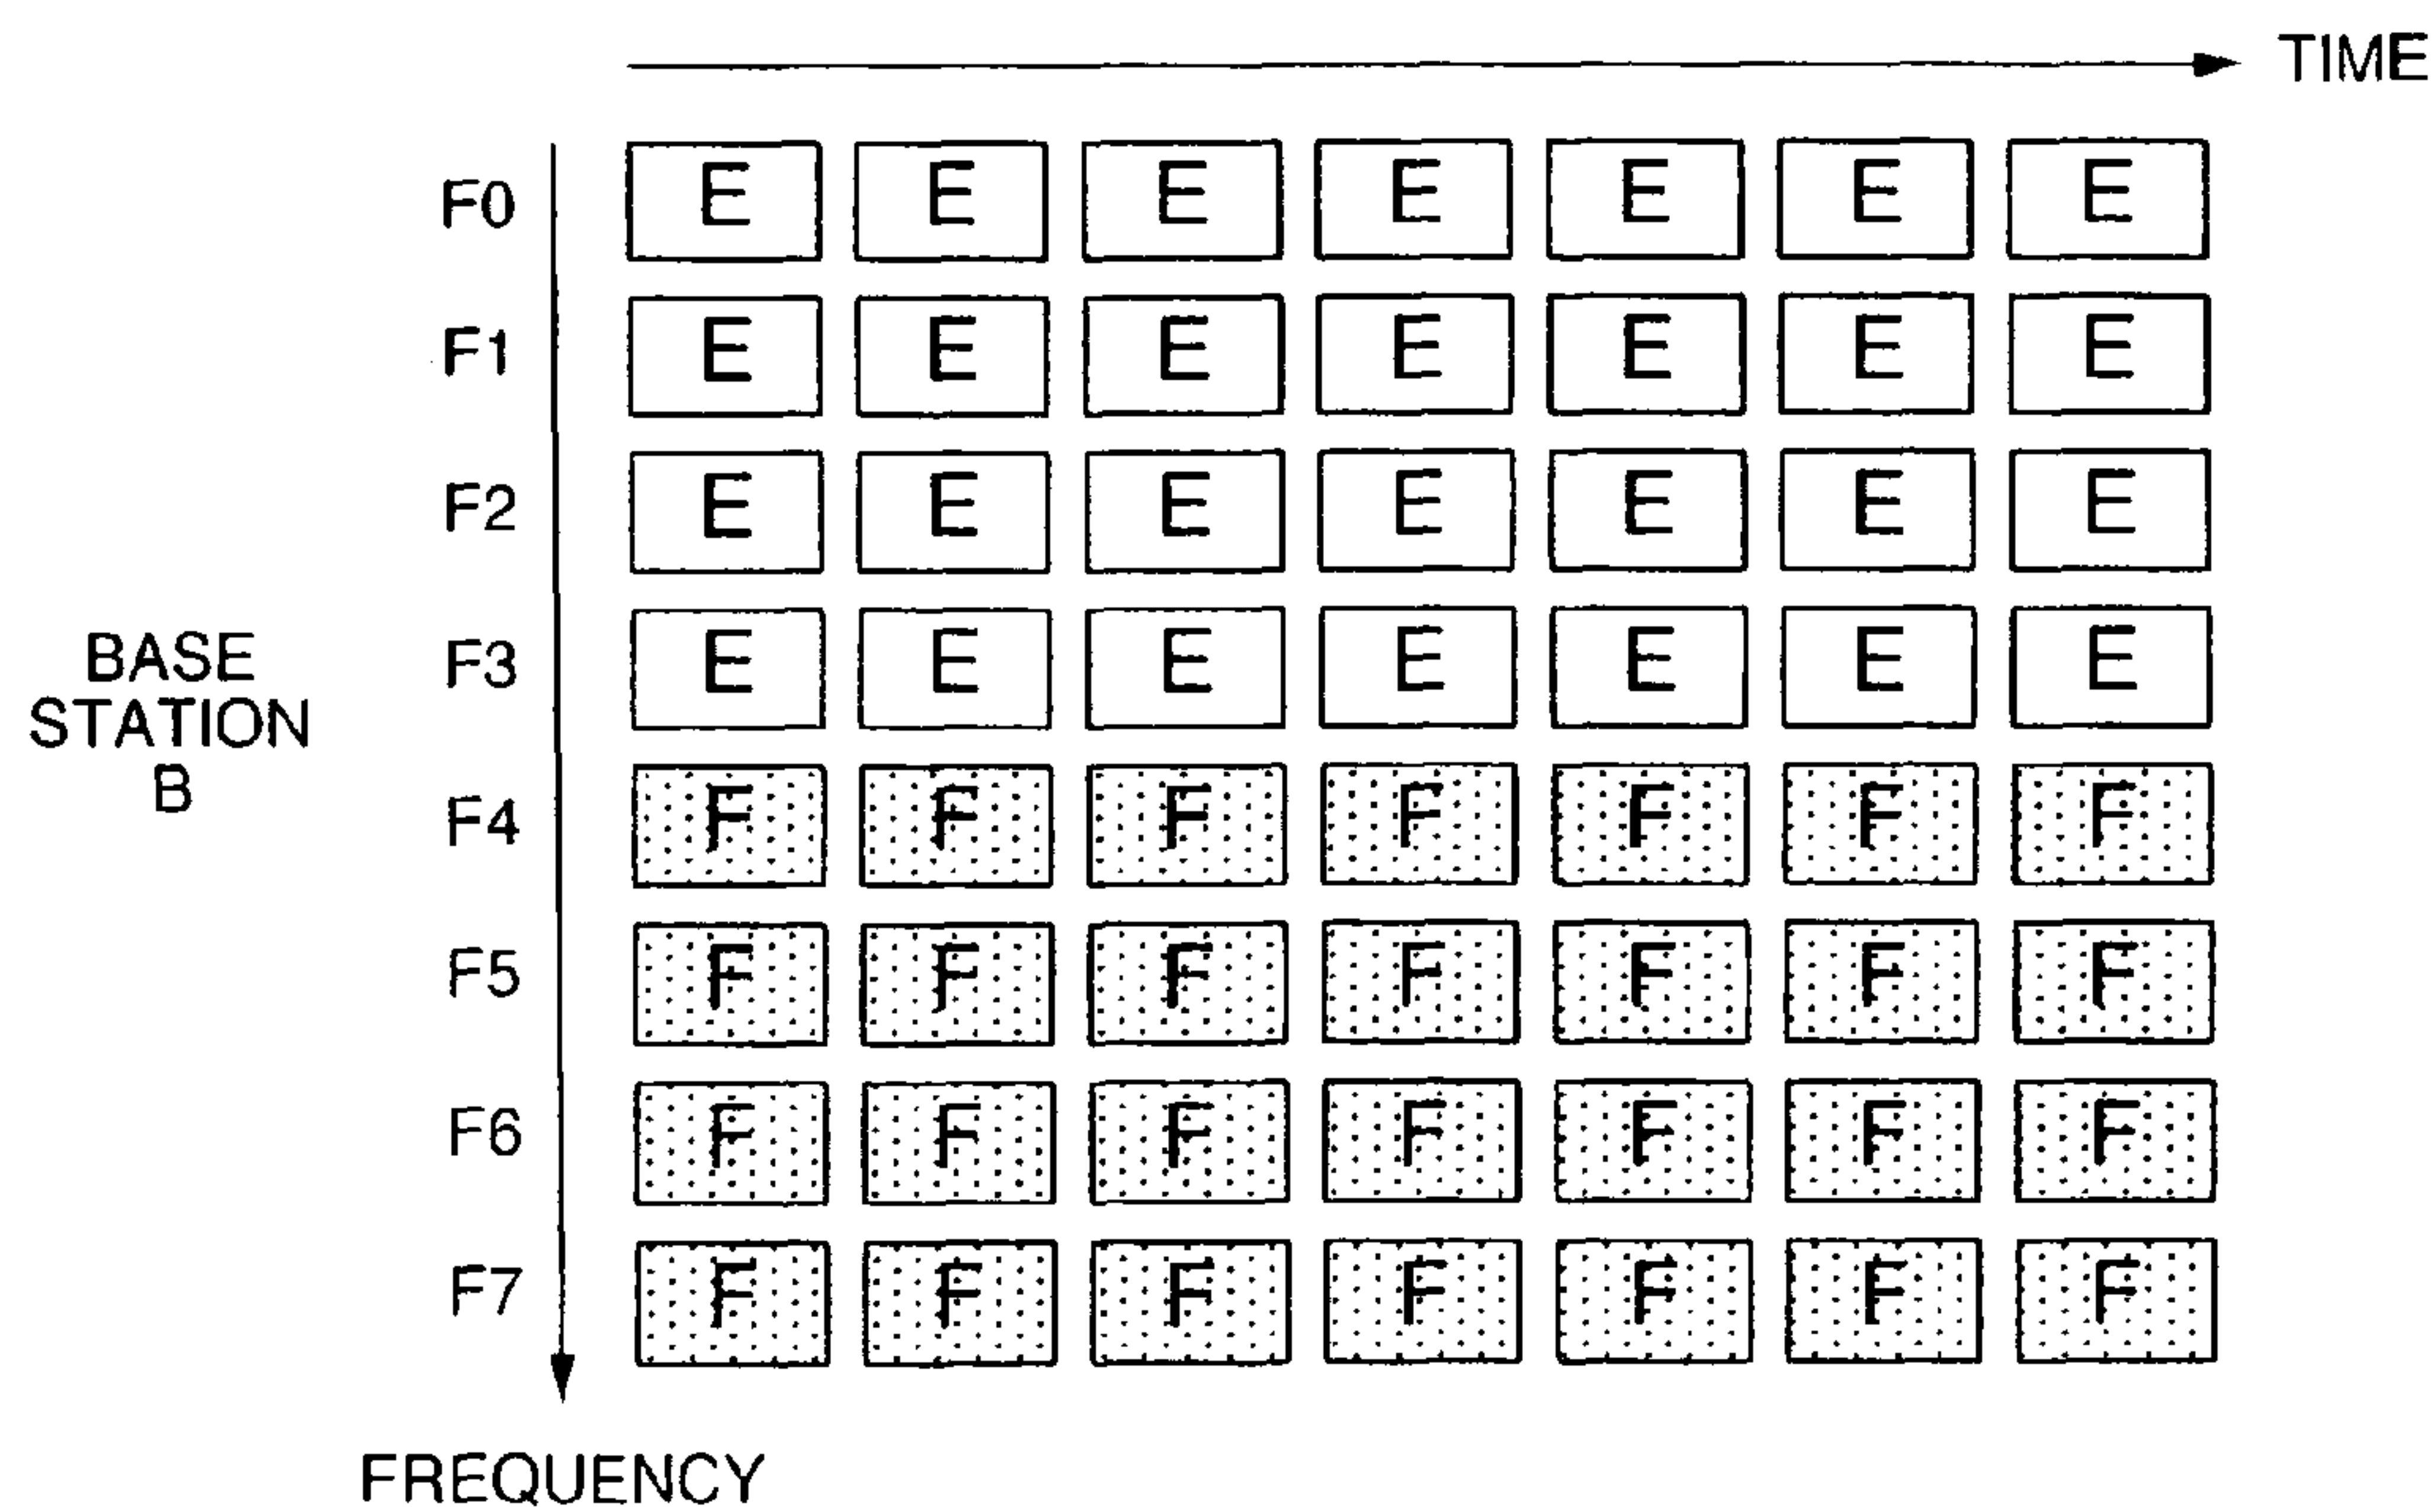 TIME
F0 E E E E E E E
F1 E E E E E E E
F2 E E E E E E E
F3 E E E E E E E
BASE
STATION
B
F4 F F F F F F F
F5 F F F F F F F
F6 F F F F F F F
F7 F F F F F F F
FREQUENCY